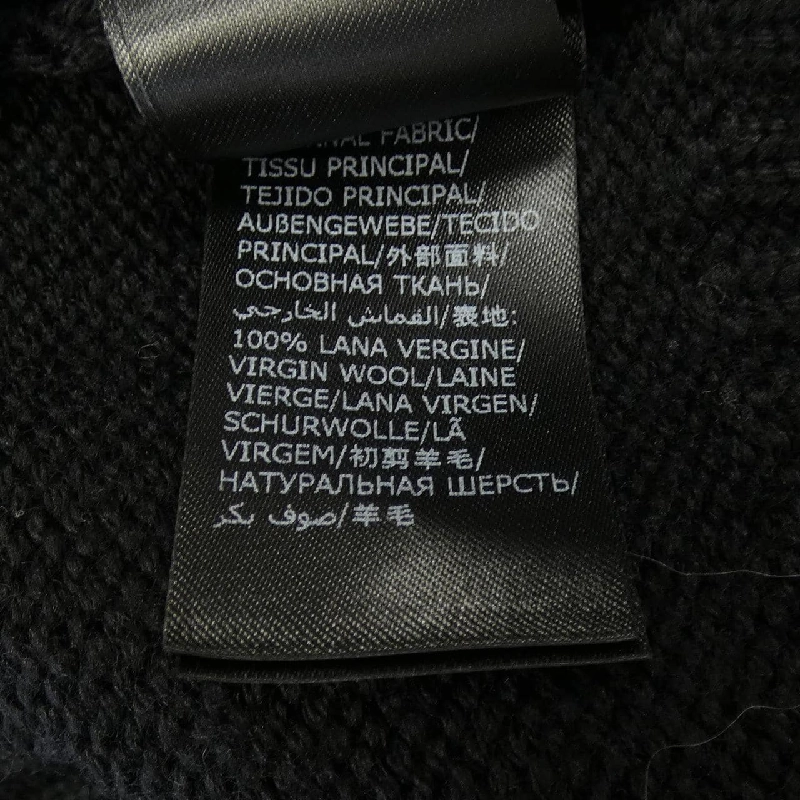 FABRIC/
TISSU PRINCIPAL/
TEJIDO PRINCIPAL/
AUßENGEWEBE/TECIDO
PRINCIPAL/外部面料/
ОСНОВНАЯ ТКАНЬ/
القماش الخارجي/表地:
100% LANA VERGINE/
VIRGIN WOOL/LAINE
VIERGE/LANA VIRGEN/
SCHURWOLLE/LÃ
VIRGEM/初剪羊毛/
НАТУРАЛЬНАЯ ШЕРСТЬ/
صوف بكر/羊毛